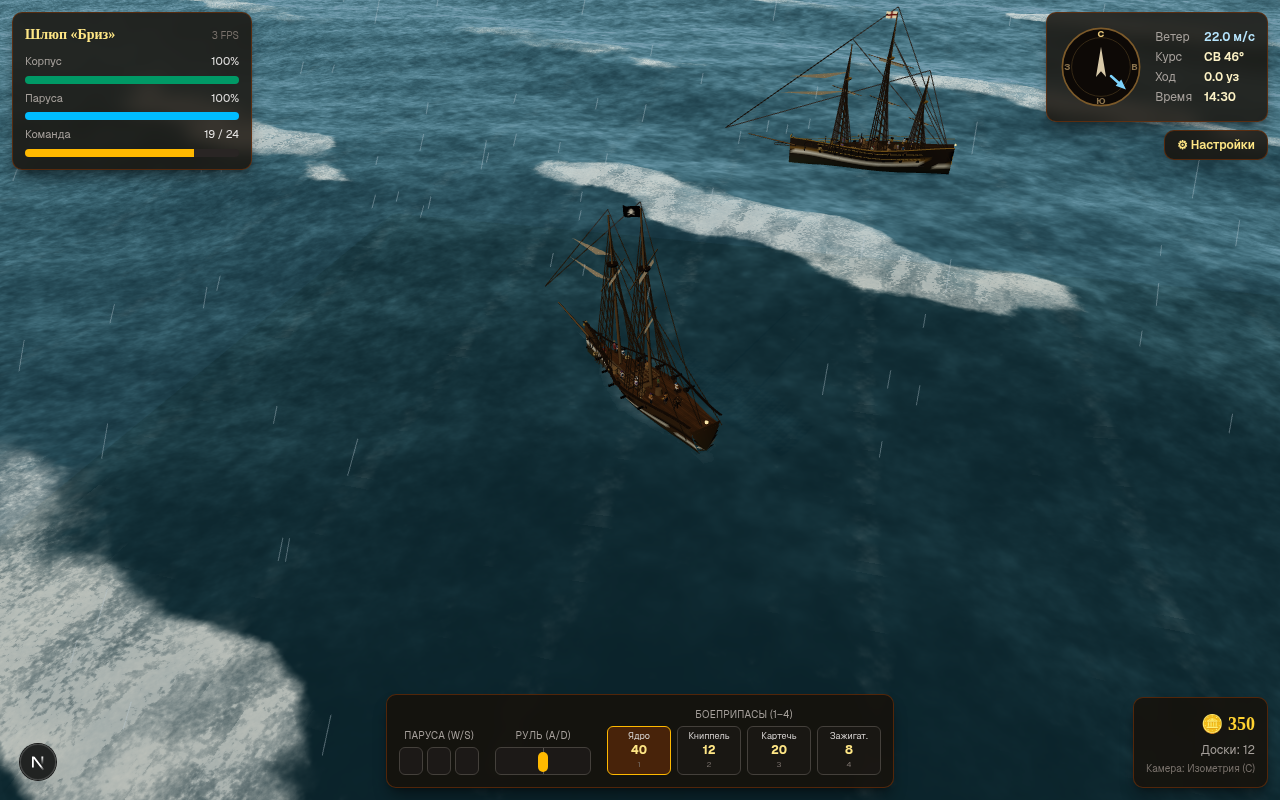 Шлюп «Бриз»
3 FPS
Корпус 100%
Паруса 100%
Команда 19 / 24
С
З
В
Ю
Ветер 22.0 м/с
Курс СВ 46°
Ход 0.0 уз
Время 14:30
⚙ Настройки
ПАРУСА (W/S)
РУЛЬ (A/D)
БОЕПРИПАСЫ (1–4)
Ядро
40
1
Книппель
12
2
Картечь
20
3
Зажигат.
8
4
N
350
Доски: 12
Камера: Изометрия (C)